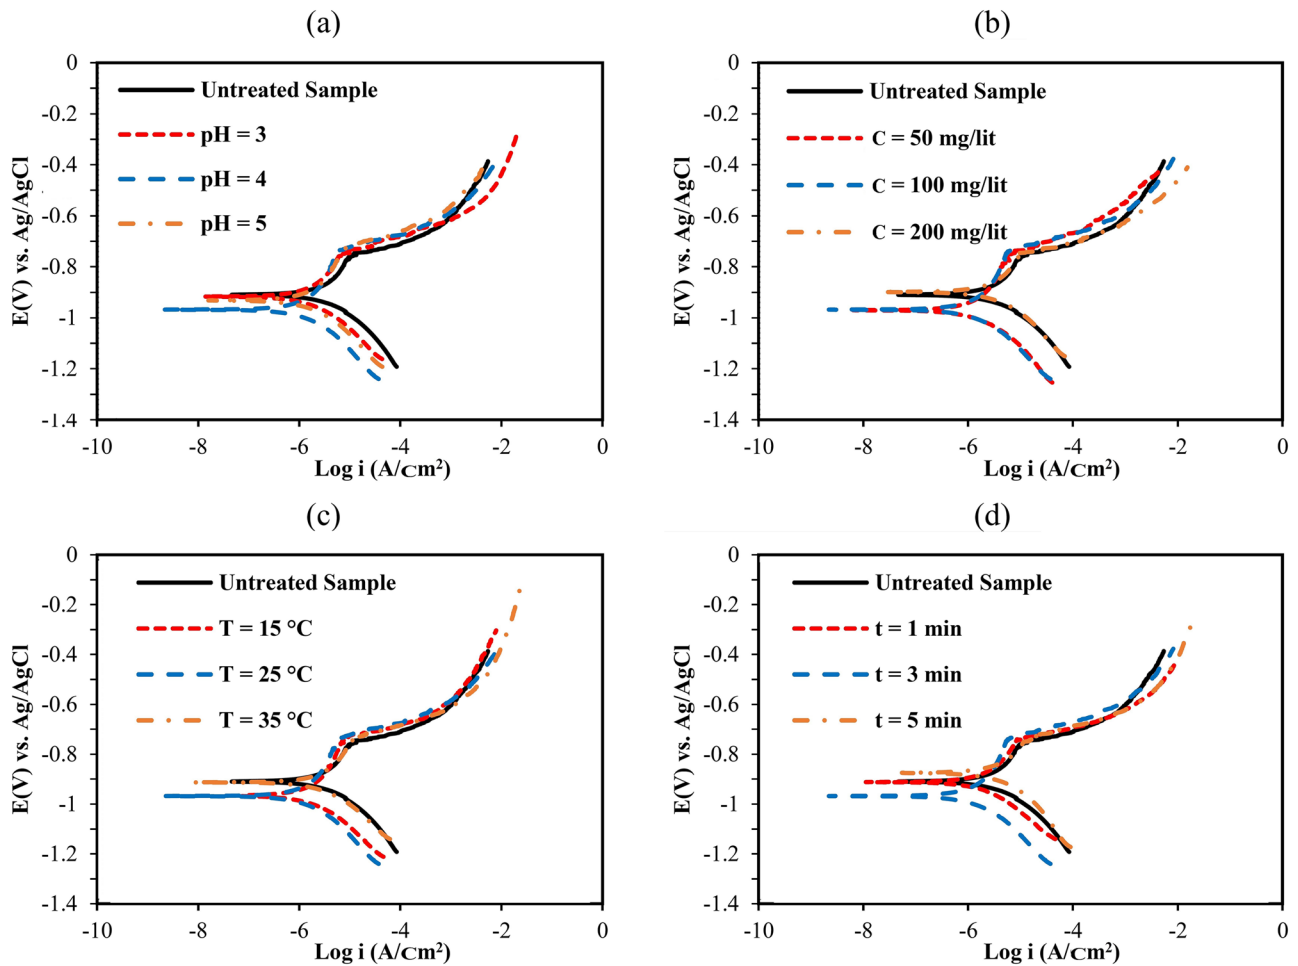 (a)
0
-0.2
-0.4
-0.6
-0.8
-1
-1.2
-1.4
E(V) vs. Ag/AgCl
Untreated Sample
pH = 3
pH = 4
pH = 5
-10 -8 -6 -4 -2 0
Log i (A/cm²)
(b)
0
-0.2
-0.4
-0.6
-0.8
-1
-1.2
-1.4
E(V) vs. Ag/AgCl
Untreated Sample
C = 50 mg/lit
C = 100 mg/lit
C = 200 mg/lit
-10 -8 -6 -4 -2 0
Log i (A/cm²)
(c)
0
-0.2
-0.4
-0.6
-0.8
-1
-1.2
-1.4
E(V) vs. Ag/AgCl
Untreated Sample
T = 15 °C
T = 25 °C
T = 35 °C
-10 -8 -6 -4 -2 0
Log i (A/cm²)
(d)
0
-0.2
-0.4
-0.6
-0.8
-1
-1.2
-1.4
E(V) vs. Ag/AgCl
Untreated Sample
t = 1 min
t = 3 min
t = 5 min
-10 -8 -6 -4 -2 0
Log i (A/cm²)